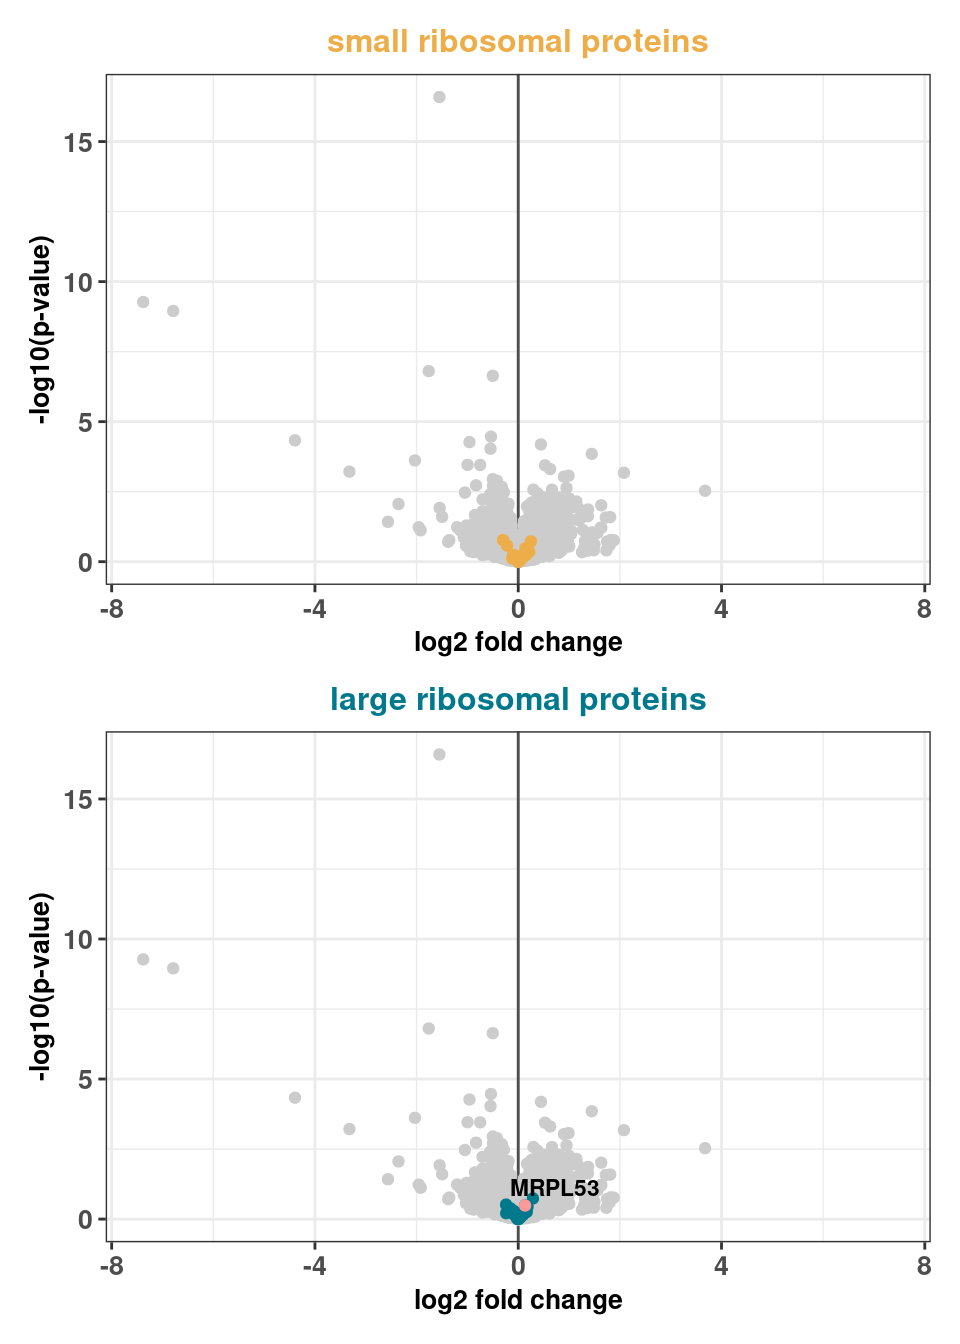 small ribosomal proteins
15
10
5
0
-log10(p-value)
-8 -4 0 4 8
log2 fold change
large ribosomal proteins
15
10
5
0
-log10(p-value)
MRPL53
-8 -4 0 4 8
log2 fold change